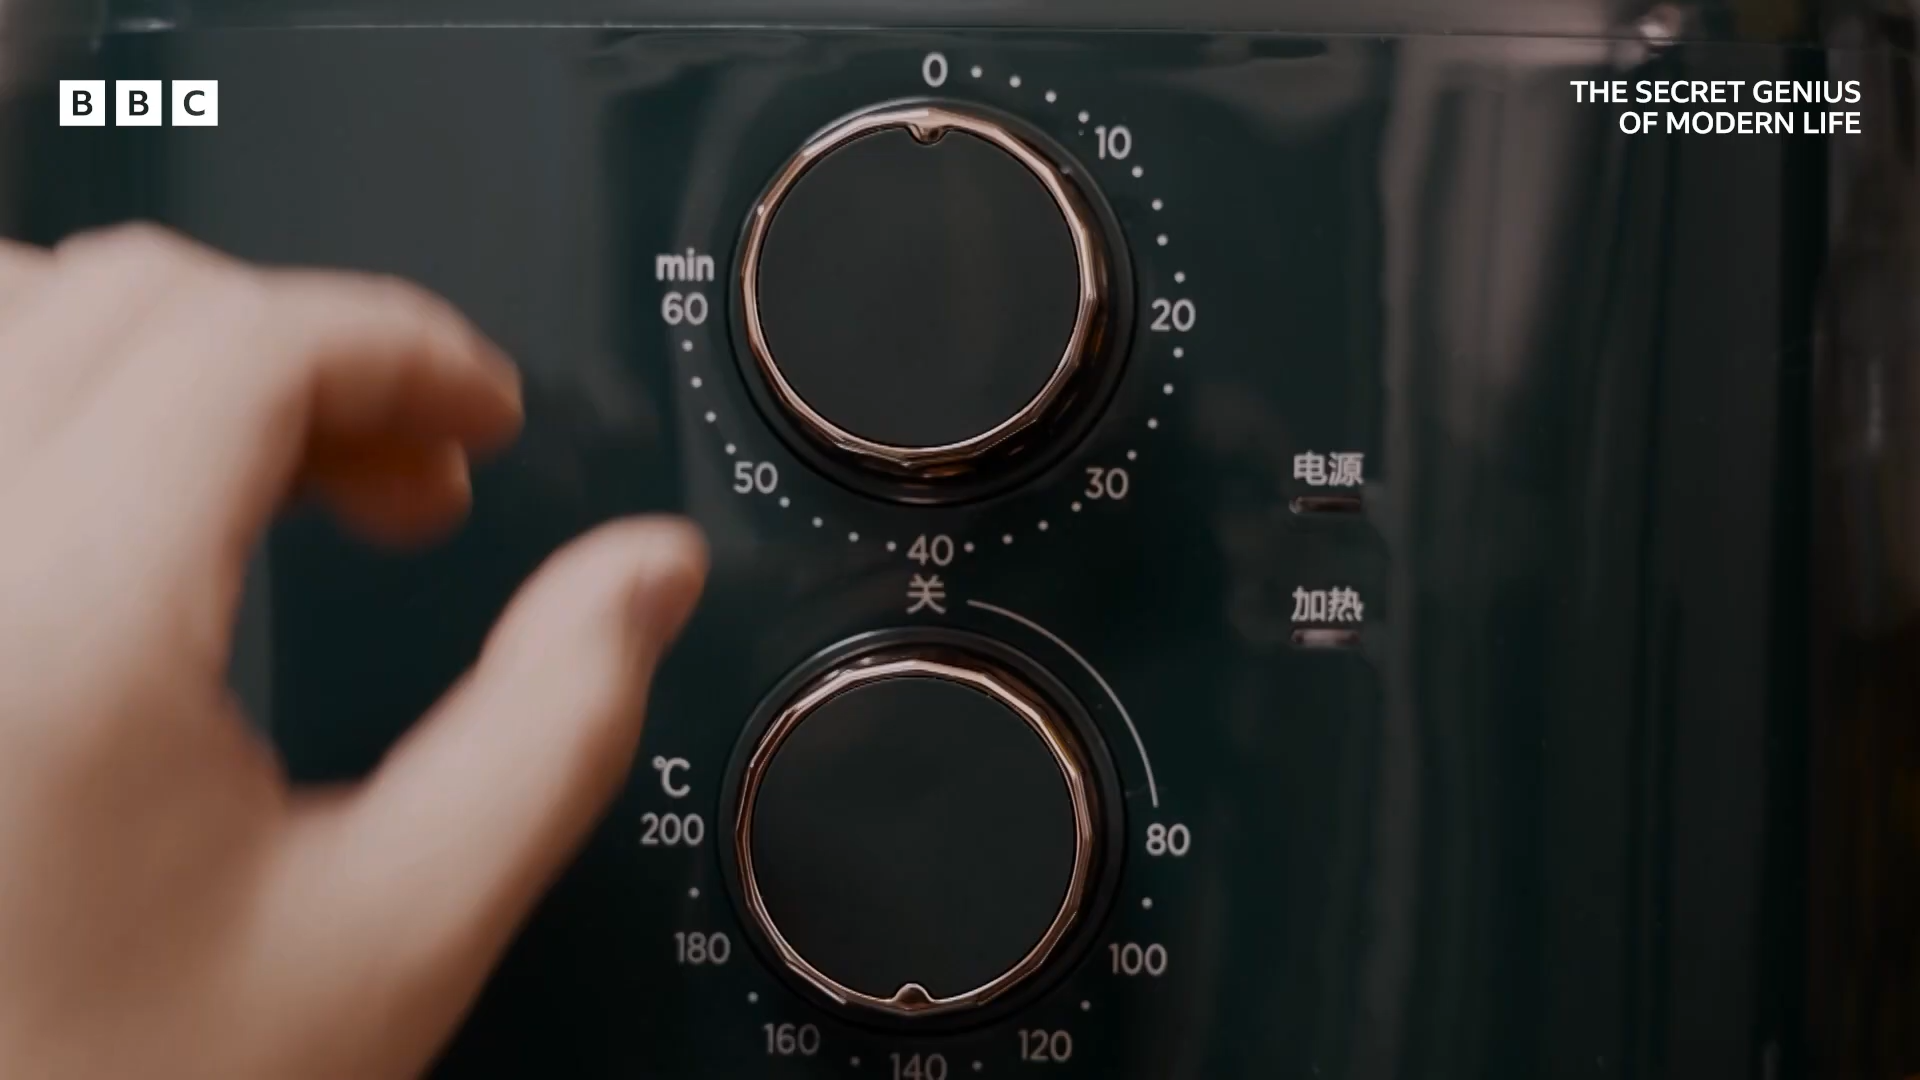 BBC
THE SECRET GENIUS
OF MODERN LIFE
0
10
min
60
20
50
30
40
关
电源
加热
℃
200
80
180
100
160
120
140